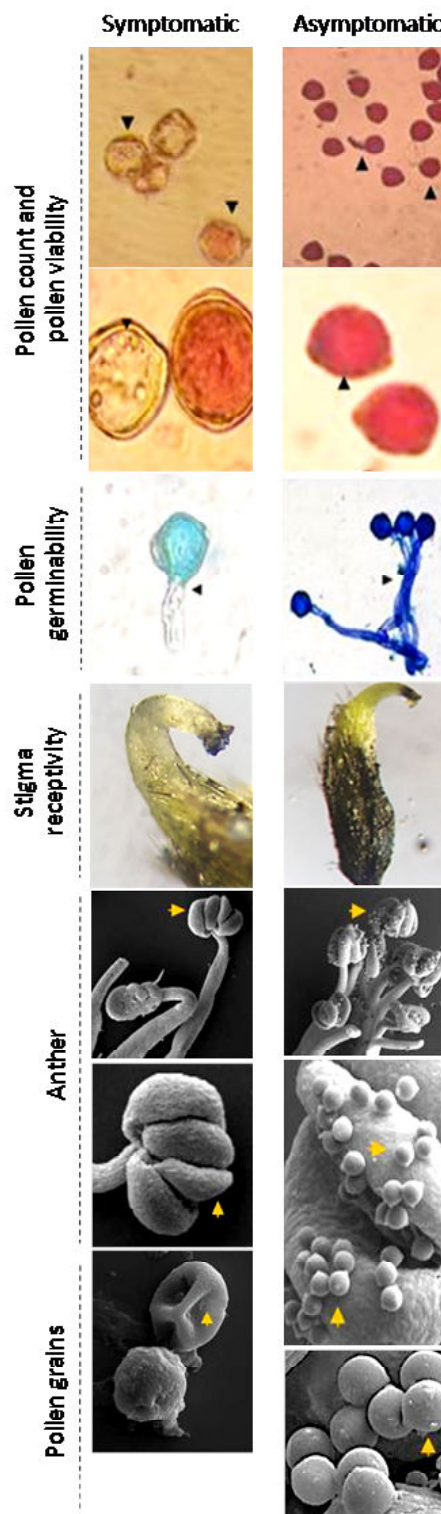 Symptomatic
Asymptomatic
Pollen count and
pollen viability
Pollen
germinability
Stigma
receptivity
Anther
Pollen grains